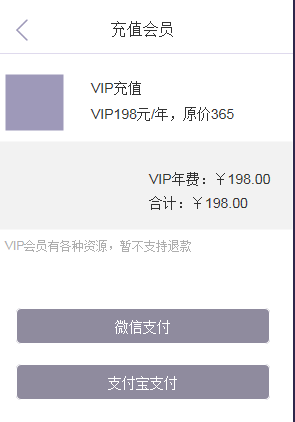 充值会员
VIP充值
VIP198元/年，原价365
VIP年费：￥198.00
合计：￥198.00
VIP会员有各种资源，暂不支持退款
微信支付
支付宝支付